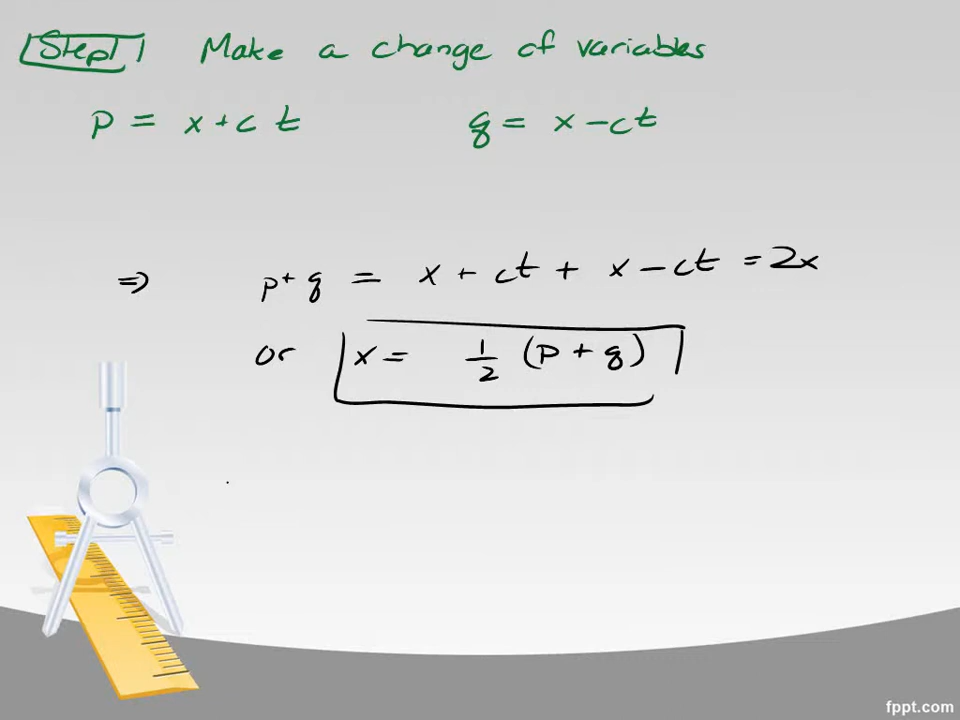 Step 1 Make a change of variables
p = x + c t q = x - ct
⇒ p + q = x + ct + x - ct = 2x
or x = 1/2 (p + q)
fppt.com